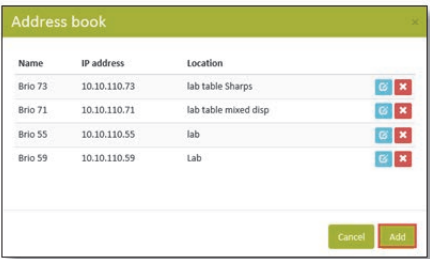 Address book ×
Name IP address Location
Brio 73 10.10.110.73 lab table Sharps
Brio 71 10.10.110.71 lab table mixed disp
Brio 55 10.10.110.55 lab
Brio 59 10.10.110.59 Lab
Cancel Add